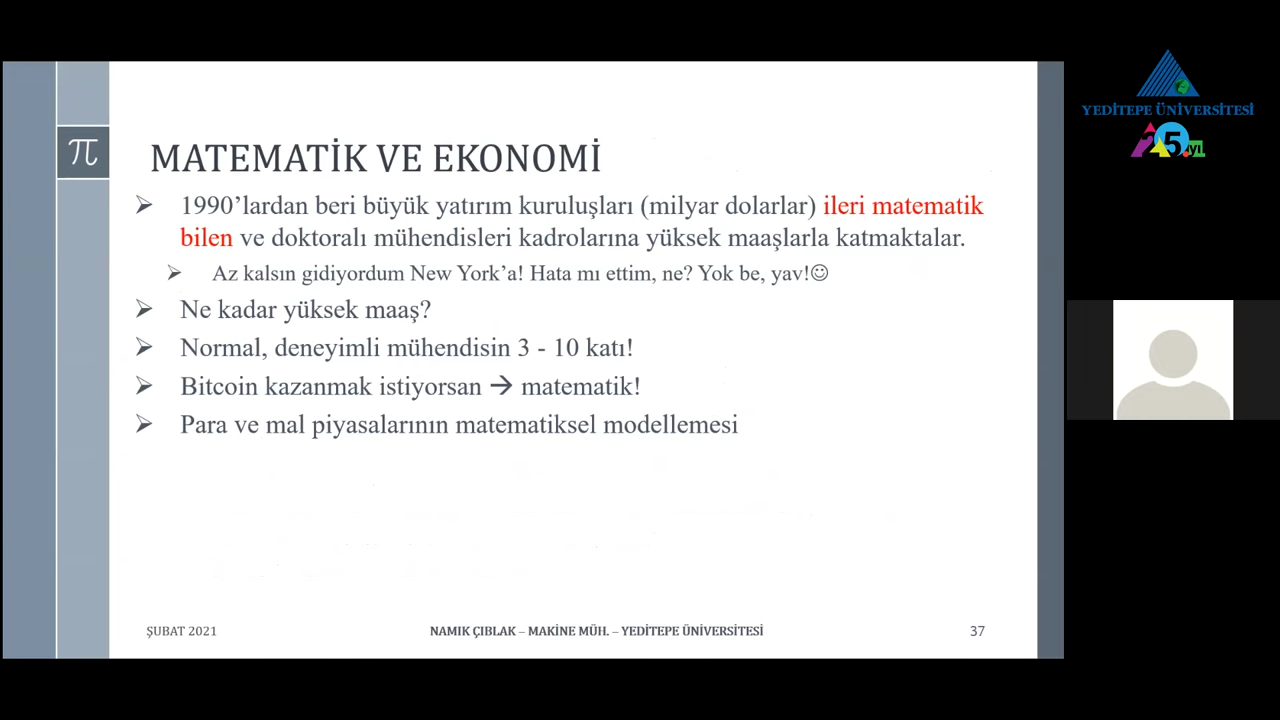 π
MATEMATİK VE EKONOMİ
➢ 1990’lardan beri büyük yatırım kuruluşları (milyar dolarlar) ileri matematik
bilen ve doktoralı mühendisleri kadrolarına yüksek maaşlarla katmaktalar.
➢ Az kalsın gidiyordum New York’a! Hata mı ettim, ne? Yok be, yav!☺
➢ Ne kadar yüksek maaş?
➢ Normal, deneyimli mühendisin 3 - 10 katı!
➢ Bitcoin kazanmak istiyorsan → matematik!
➢ Para ve mal piyasalarının matematiksel modellemesi
ŞUBAT 2021
NAMIK ÇIBLAK – MAKİNE MÜH. – YEDİTEPE ÜNİVERSİTESİ
37
YEDİTEPE ÜNİVERSİTESİ
25.YIL